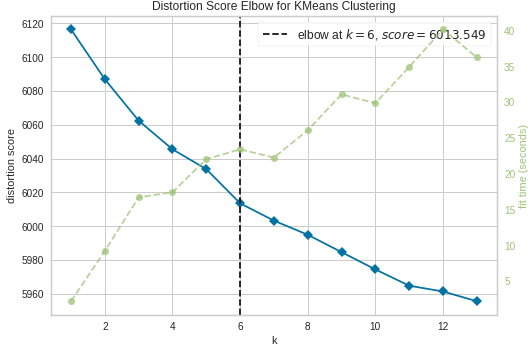 Distortion Score Elbow for KMeans Clustering
elbow at k = 6, score = 6013.549
distortion score
6120
6100
6080
6060
6040
6020
6000
5980
5960
40
35
30
25
20
15
10
5
fit time (seconds)
2 4 6 8 10 12
k